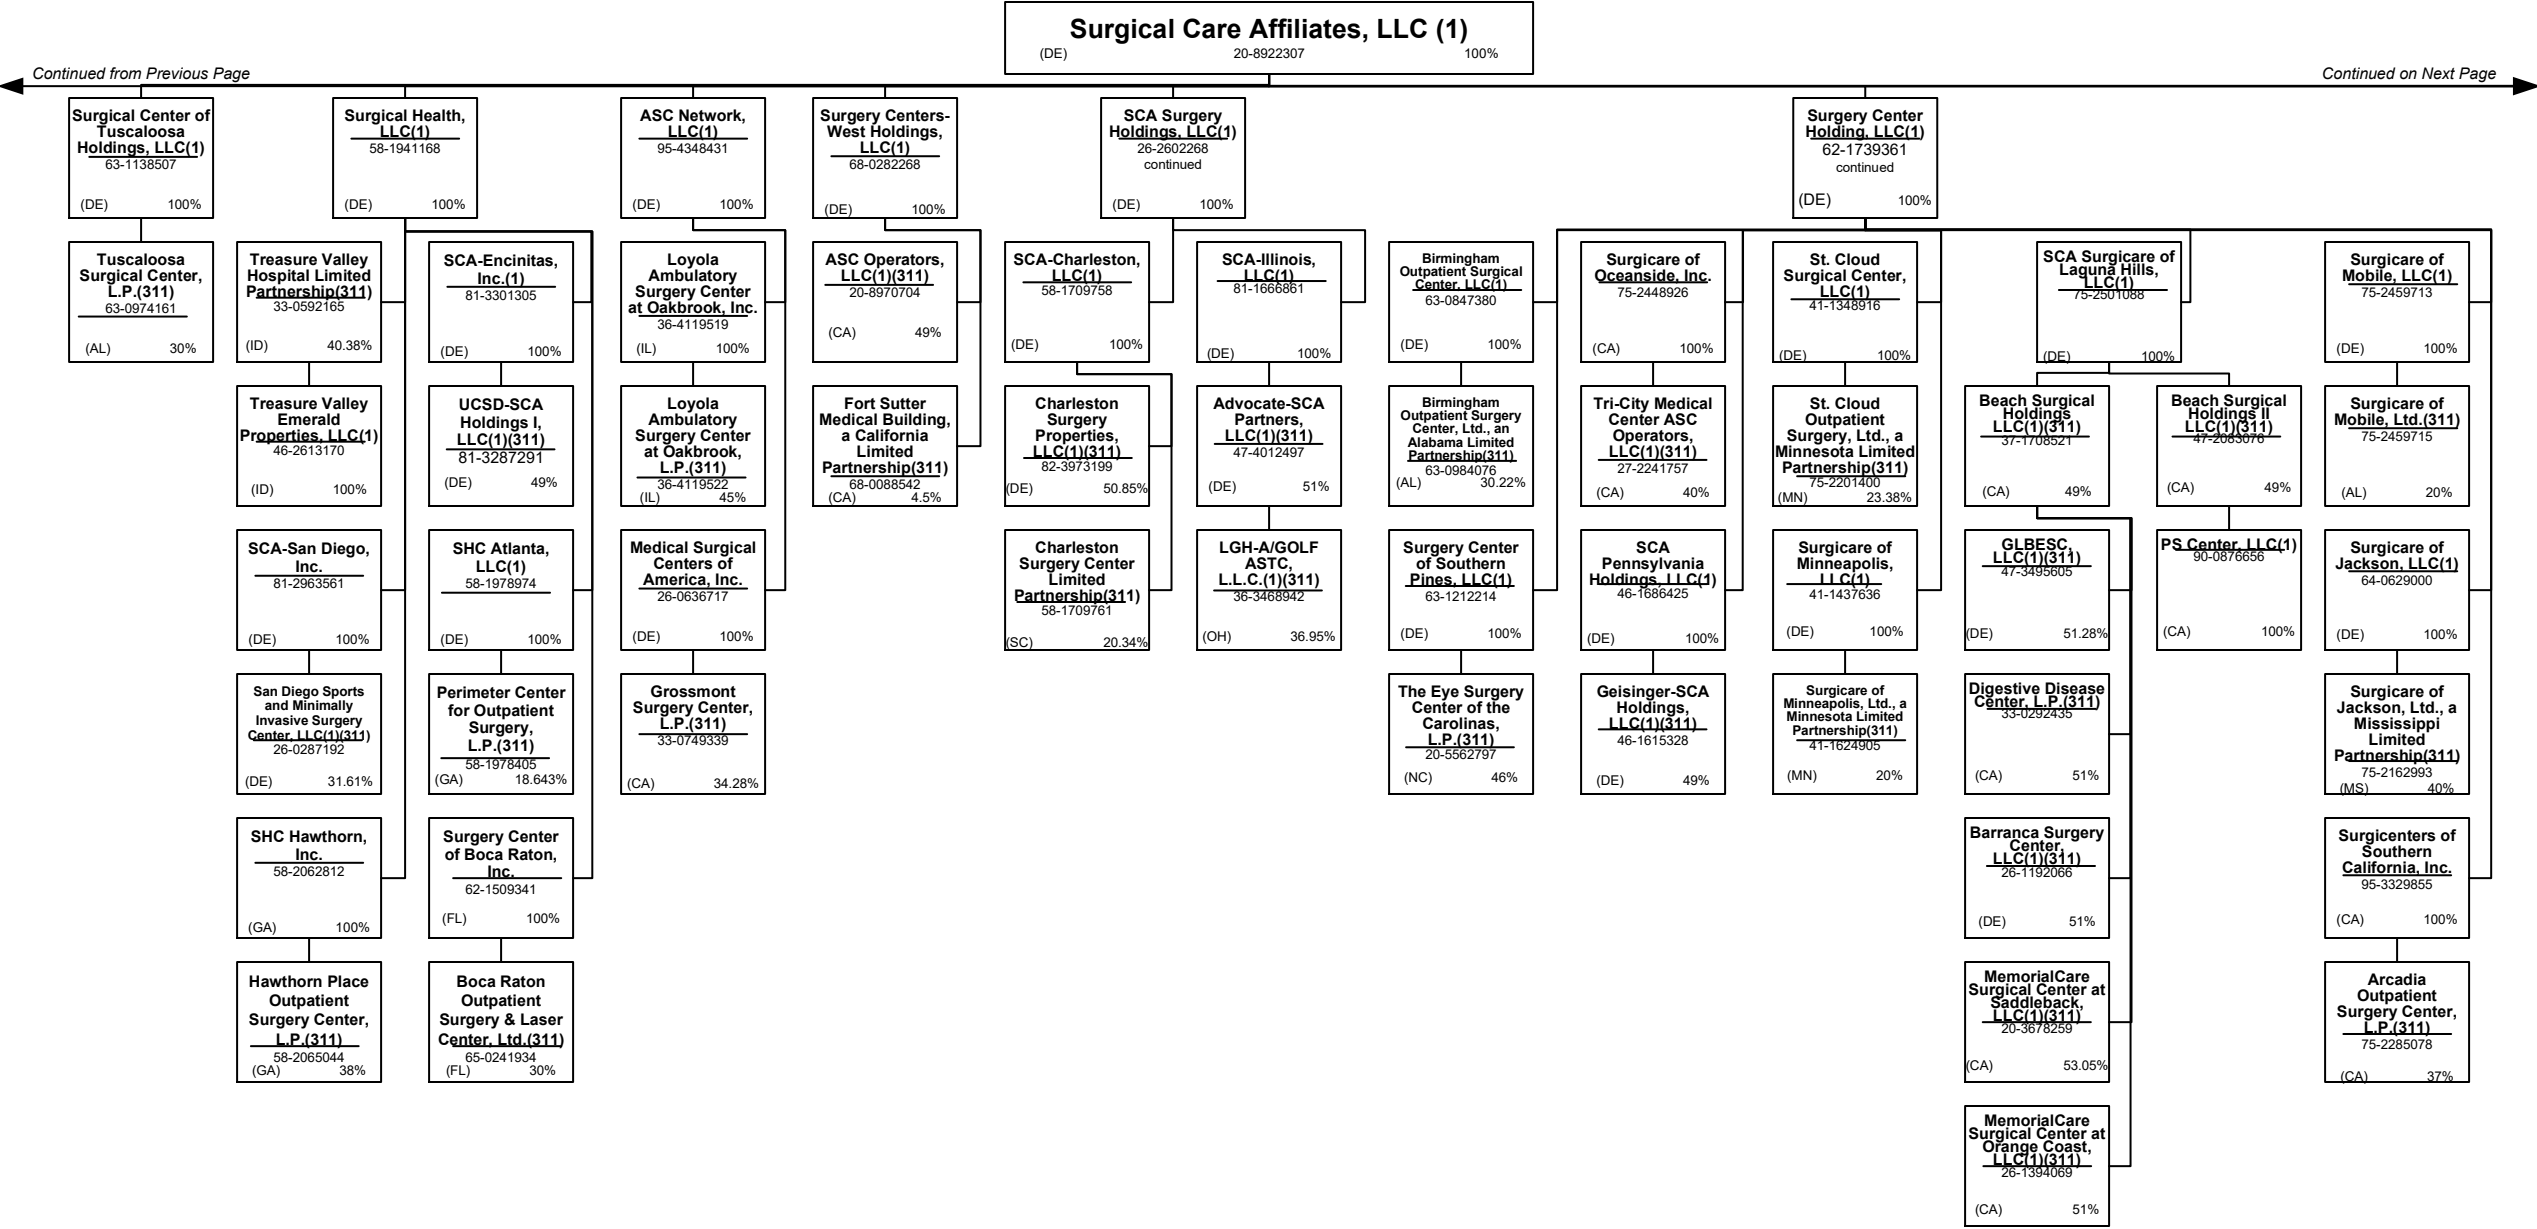 Surgical Care Affiliates, LLC (1)
(DE) 20-8922307 100%
Continued from Previous Page
Continued on Next Page
Surgical Center of
Tuscaloosa
Holdings, LLC(1)
63-1138507
(DE) 100%
Surgical Health,
LLC(1)
58-1941168
(DE) 100%
ASC Network,
LLC(1)
95-4348431
(DE) 100%
Surgery Centers-
West Holdings,
LLC(1)
68-0282268
(DE) 100%
SCA Surgery
Holdings, LLC(1)
26-2602268
continued
(DE) 100%
Surgery Center
Holding, LLC(1)
62-1739361
continued
(DE) 100%
Tuscaloosa
Surgical Center,
L.P.(311)
63-0974161
(AL) 30%
Treasure Valley
Hospital Limited
Partnership(311)
33-0592165
(ID) 40.38%
SCA-Encinitas,
Inc.(1)
81-3301305
(DE) 100%
Loyola
Ambulatory
Surgery Center
at Oakbrook, Inc.
36-4119519
(IL) 100%
ASC Operators,
LLC(1)(311)
20-8970704
(CA) 49%
SCA-Charleston,
LLC(1)
58-1709758
(DE) 100%
SCA-Illinois,
LLC(1)
81-1666861
(DE) 100%
Birmingham
Outpatient Surgical
Center, LLC(1)
63-0847380
(DE) 100%
Surgicare of
Oceanside, Inc.
75-2448926
(CA) 100%
St. Cloud
Surgical Center,
LLC(1)
41-1348916
(DE) 100%
SCA Surgicare of
Laguna Hills,
LLC(1)
75-2501088
(DE) 100%
Surgicare of
Mobile, LLC(1)
75-2459713
(DE) 100%
Treasure Valley
Emerald
Properties, LLC(1)
46-2613170
(ID) 100%
UCSD-SCA
Holdings I,
LLC(1)(311)
81-3287291
(DE) 49%
Loyola
Ambulatory
Surgery Center
at Oakbrook,
L.P.(311)
36-4119522
(IL) 45%
Fort Sutter
Medical Building,
a California
Limited
Partnership(311)
68-0088542
(CA) 4.5%
Charleston
Surgery
Properties,
LLC(1)(311)
82-3973199
(DE) 50.85%
Advocate-SCA
Partners,
LLC(1)(311)
47-4012497
(DE) 51%
Birmingham
Outpatient Surgery
Center, Ltd., an
Alabama Limited
Partnership(311)
63-0984076
(AL) 30.22%
Tri-City Medical
Center ASC
Operators,
LLC(1)(311)
27-2241757
(CA) 40%
St. Cloud
Outpatient
Surgery, Ltd., a
Minnesota Limited
Partnership(311)
75-2201400
(MN) 23.38%
Beach Surgical
Holdings
LLC(1)(311)
37-1708521
(CA) 49%
Beach Surgical
Holdings II
LLC(1)(311)
47-2083076
(CA) 49%
Surgicare of
Mobile, Ltd.(311)
75-2459715
(AL) 20%
SCA-San Diego,
Inc.
81-2963561
(DE) 100%
SHC Atlanta,
LLC(1)
58-1978974
(DE) 100%
Medical Surgical
Centers of
America, Inc.
26-0636717
(DE) 100%
Charleston
Surgery Center
Limited
Partnership(311)
58-1709761
(SC) 20.34%
LGH-A/GOLF
ASTC,
L.L.C.(1)(311)
36-3468942
(OH) 36.95%
Surgery Center
of Southern
Pines, LLC(1)
63-1212214
(DE) 100%
SCA
Pennsylvania
Holdings, LLC(1)
46-1686425
(DE) 100%
Surgicare of
Minneapolis,
LLC(1)
41-1437636
(DE) 100%
GLBESC,
LLC(1)(311)
47-3495605
(DE) 51.28%
PS Center, LLC(1)
90-0876656
(CA) 100%
Surgicare of
Jackson, LLC(1)
64-0629000
(DE) 100%
San Diego Sports
and Minimally
Invasive Surgery
Center, LLC(1)(311)
26-0287192
(DE) 31.61%
Perimeter Center
for Outpatient
Surgery,
L.P.(311)
58-1978405
(GA) 18.643%
Grossmont
Surgery Center,
L.P.(311)
33-0749339
(CA) 34.28%
The Eye Surgery
Center of the
Carolinas,
L.P.(311)
20-5562797
(NC) 46%
Geisinger-SCA
Holdings,
LLC(1)(311)
46-1615328
(DE) 49%
Surgicare of
Minneapolis, Ltd., a
Minnesota Limited
Partnership(311)
41-1624905
(MN) 20%
Digestive Disease
Center, L.P.(311)
33-0292435
(CA) 51%
Surgicare of
Jackson, Ltd., a
Mississippi
Limited
Partnership(311)
75-2162993
(MS) 40%
SHC Hawthorn,
Inc.
58-2062812
(GA) 100%
Surgery Center
of Boca Raton,
Inc.
62-1509341
(FL) 100%
Barranca Surgery
Center,
LLC(1)(311)
26-1192066
(DE) 51%
Surgicenters of
Southern
California, Inc.
95-3329855
(CA) 100%
Hawthorn Place
Outpatient
Surgery Center,
L.P.(311)
58-2065044
(GA) 38%
Boca Raton
Outpatient
Surgery & Laser
Center, Ltd.(311)
65-0241934
(FL) 30%
MemorialCare
Surgical Center at
Saddleback,
LLC(1)(311)
20-3678259
(CA) 53.05%
Arcadia
Outpatient
Surgery Center,
L.P.(311)
75-2285078
(CA) 37%
MemorialCare
Surgical Center at
Orange Coast,
LLC(1)(311)
26-1394069
(CA) 51%